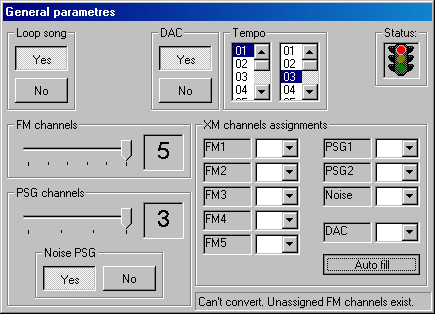 General parametres
Loop song
Yes
No
DAC
Yes
No
Tempo
01
02
03
04
01
02
03
04
Status:
FM channels
5
PSG channels
3
Noise PSG
Yes
No
XM channels assignments
FM1
FM2
FM3
FM4
FM5
PSG1
PSG2
Noise
DAC
Auto fill
Can't convert. Unassigned FM channels exist.